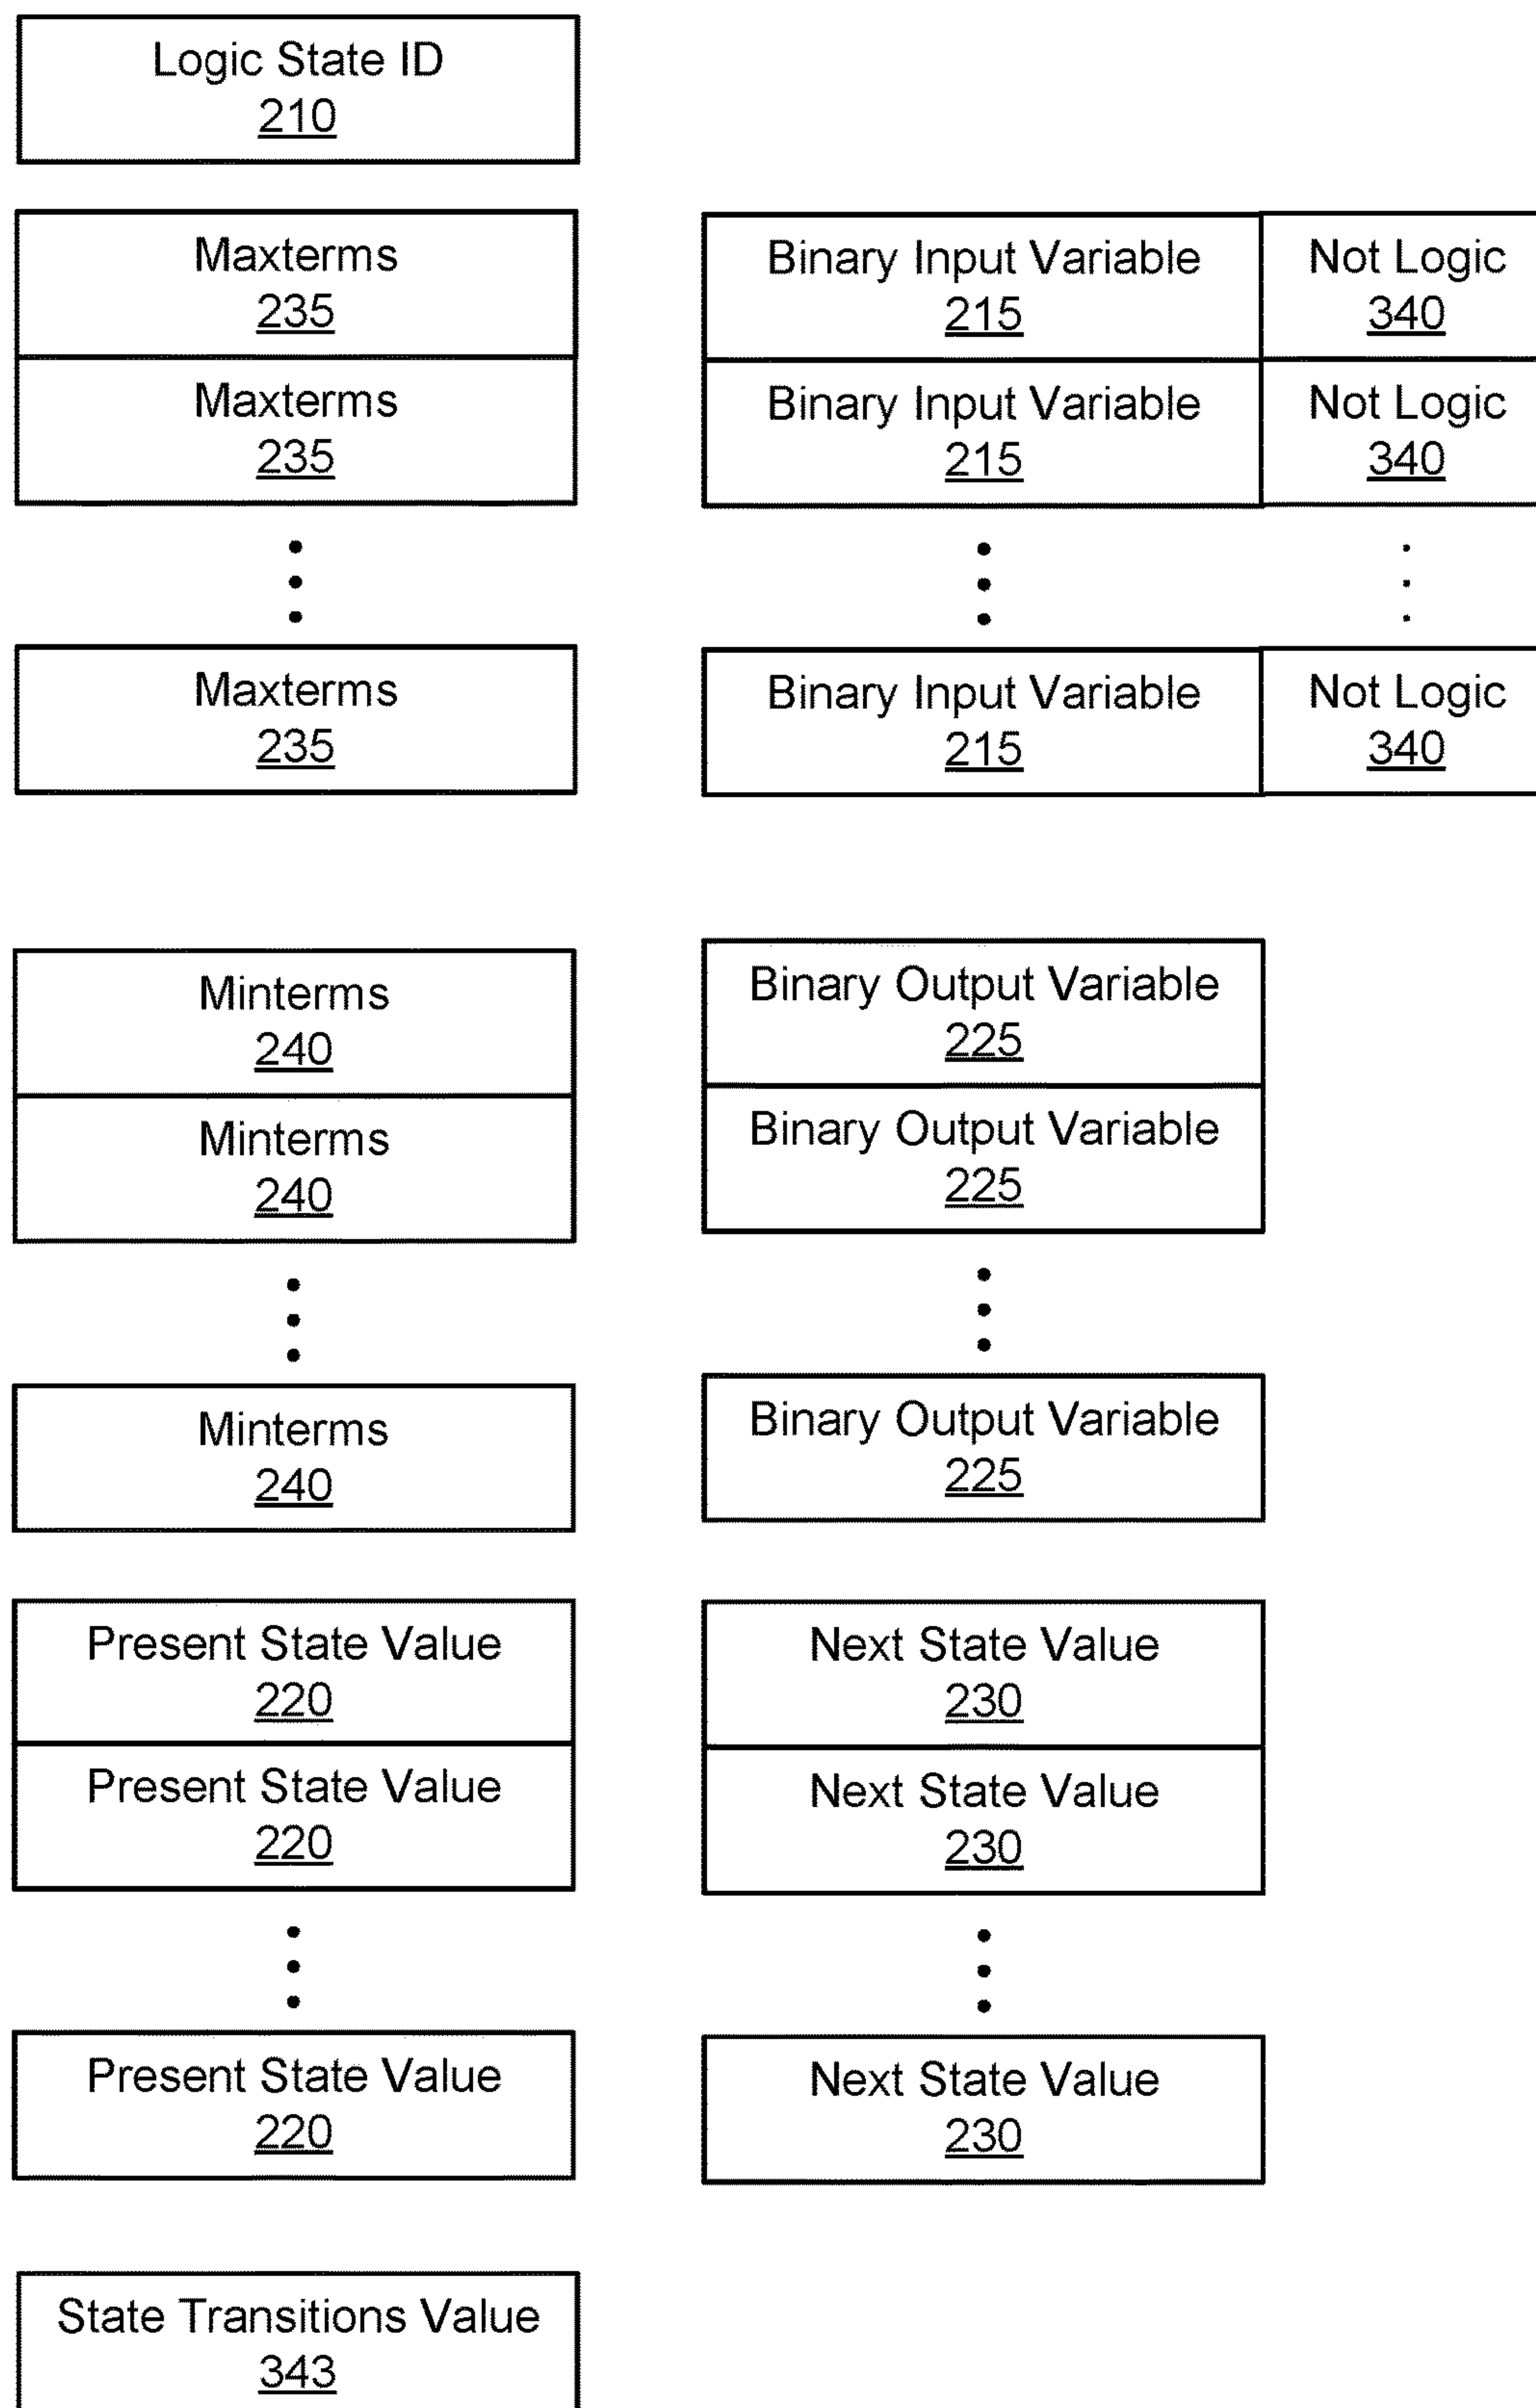 Logic State ID
210
Maxterms
235
Maxterms
235
Maxterms
235
Binary Input Variable
215
Binary Input Variable
215
Binary Input Variable
215
Not Logic
340
Not Logic
340
Not Logic
340
Minterms
240
Minterms
240
Minterms
240
Binary Output Variable
225
Binary Output Variable
225
Binary Output Variable
225
Present State Value
220
Present State Value
220
Present State Value
220
Next State Value
230
Next State Value
230
Next State Value
230
State Transitions Value
343